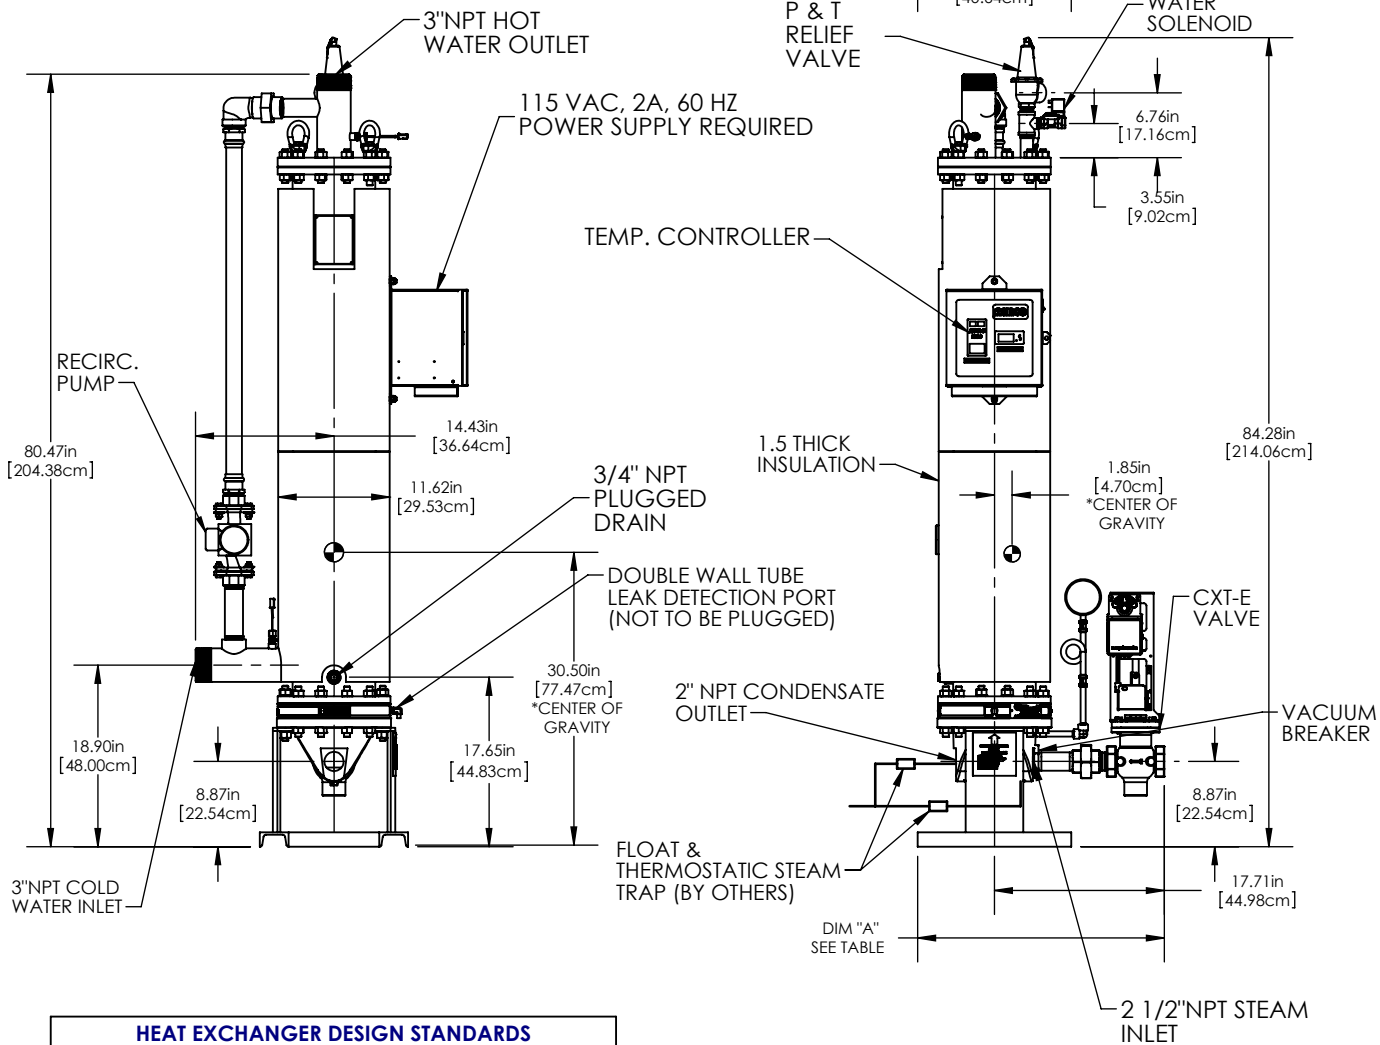 3"NPT HOT
WATER OUTLET
115 VAC, 2A, 60 HZ
POWER SUPPLY REQUIRED
RECIRC.
PUMP
80.47in
[204.38cm]
14.43in
[36.64cm]
11.62in
[29.53cm]
3/4" NPT
PLUGGED
DRAIN
DOUBLE WALL TUBE
LEAK DETECTION PORT
(NOT TO BE PLUGGED)
30.50in
[77.47cm]
*CENTER OF
GRAVITY
18.90in
[48.00cm]
8.87in
[22.54cm]
17.65in
[44.83cm]
3"NPT COLD
WATER INLET
P & T
RELIEF
VALVE
WATER
SOLENOID
6.76in
[17.16cm]
3.55in
[9.02cm]
TEMP. CONTROLLER
1.5 THICK
INSULATION
84.28in
[214.06cm]
1.85in
[4.70cm]
*CENTER OF
GRAVITY
CXT-E
VALVE
2" NPT CONDENSATE
OUTLET
VACUUM
BREAKER
8.87in
[22.54cm]
FLOAT &
THERMOSTATIC STEAM
TRAP (BY OTHERS)
17.71in
[44.98cm]
DIM "A"
SEE TABLE
2 1/2"NPT STEAM
INLET
HEAT EXCHANGER DESIGN STANDARDS